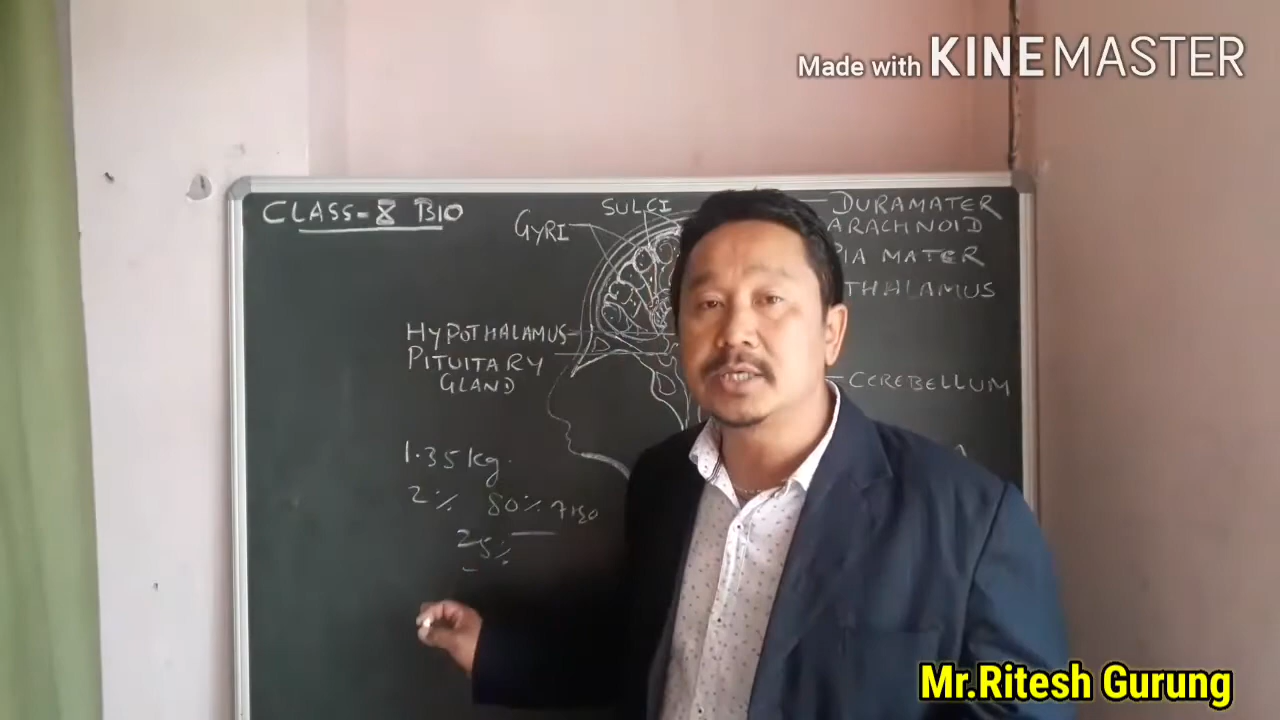 Made with KINEMASTER
CLASS-8 BIO
GYRI
SULCI
DURAMATER
ARACHNOID
PIA MATER
THALAMUS
HYPOTHALAMUS
PITUITARY
GLAND
CEREBELLUM
1.35 kg.
2% 80%
25%
Mr.Ritesh Gurung